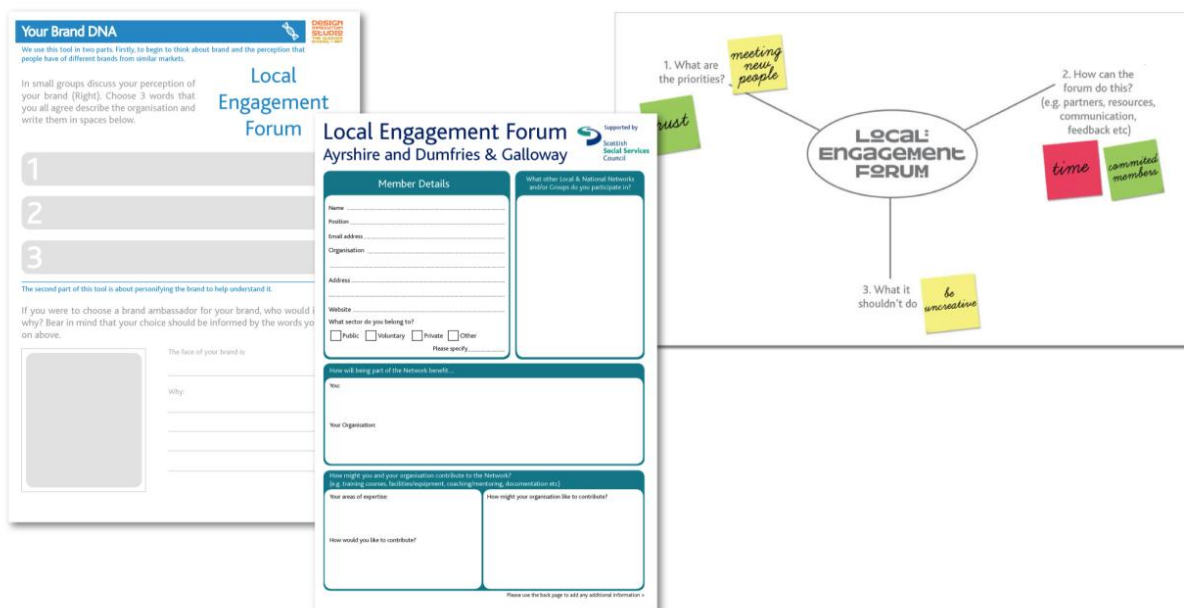 Your Brand DNA
DESIGN
STUDIO
We use this tool in two parts. Firstly, to begin to think about brand and the perception that
people have of different brands from similar markets.
In small groups discuss your perception of
your brand (Right). Choose 3 words that
you all agree describe the organisation and
write them in spaces below.
Local
Engagement
Forum
1
2
3
The second part of this tool is about personifying the brand to help understand it.
If you were to choose a brand ambassador for your brand, who would
why? Bear in mind that your choice should be informed by the words
on above.
The face of your brand is
Why:
Local Engagement Forum
Ayrshire and Dumfries & Galloway
Supported by
Scottish
Social Services
Council
Member Details
Name
Position
Email address
Organisation
Address
Website
What sector do you belong to?
Public Voluntary Private Other
Please specify
What other Local & National Networks
and/or Groups do you participate in?
How will being part of the Network benefit...
You:
Your Organisation:
How might you and your organisation contribute to the Network?
(e.g. training courses, facilities/equipment, coaching/mentoring, documentation etc)
Your areas of expertise:
How would you like to contribute?
How might your organisation like to contribute?
Please use the back page to add any additional information »
1. What are
the priorities?
meeting
new
people
rust
LOCAL
ENGAGEMENT
FORUM
2. How can the
forum do this?
(e.g. partners, resources,
communication,
feedback etc)
time
commited
members
3. What it
shouldn't do
be
uncreative